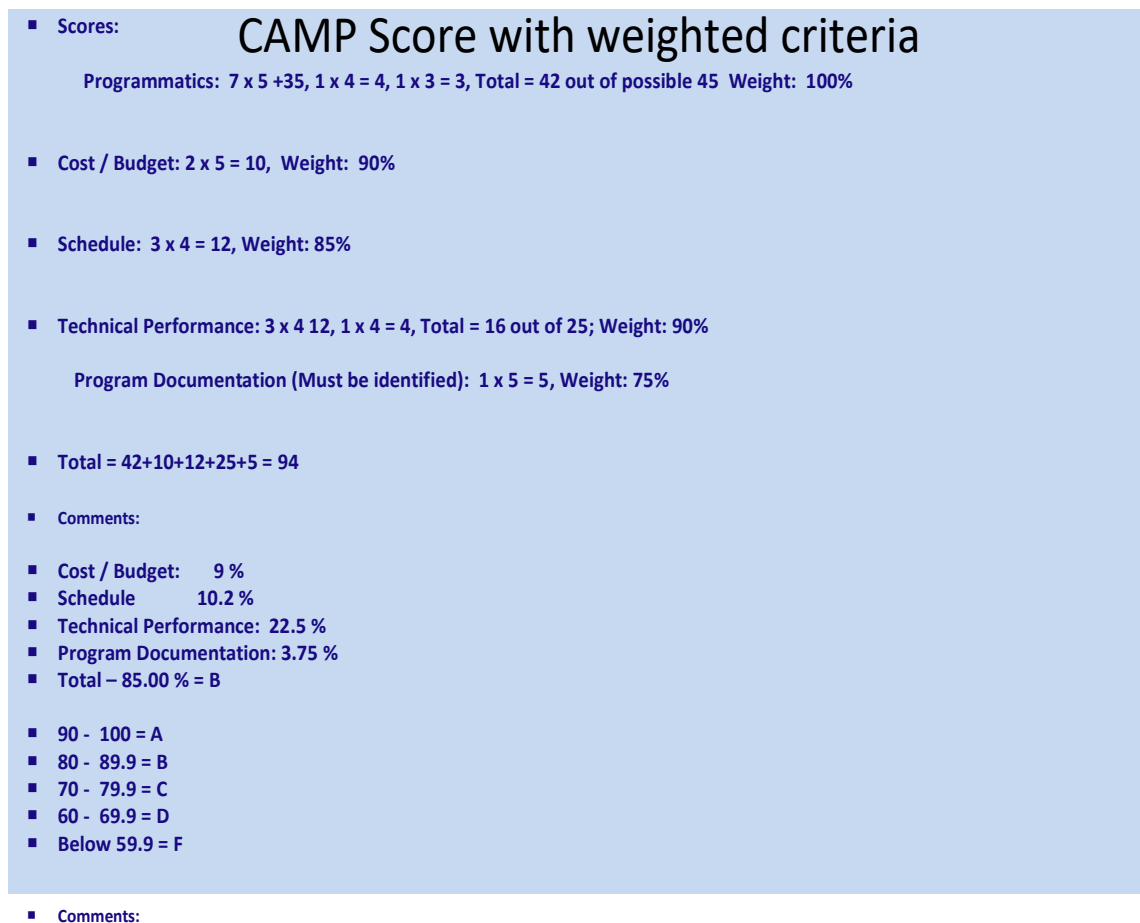 CAMP Score with weighted criteria
▪ Scores:
Programmatics: 7 x 5 +35, 1 x 4 = 4, 1 x 3 = 3, Total = 42 out of possible 45 Weight: 100%
▪ Cost / Budget: 2 x 5 = 10, Weight: 90%
▪ Schedule: 3 x 4 = 12, Weight: 85%
▪ Technical Performance: 3 x 4 12, 1 x 4 = 4, Total = 16 out of 25; Weight: 90%
Program Documentation (Must be identified): 1 x 5 = 5, Weight: 75%
▪ Total = 42+10+12+25+5 = 94
▪ Comments:
▪ Cost / Budget: 9 %
▪ Schedule 10.2 %
▪ Technical Performance: 22.5 %
▪ Program Documentation: 3.75 %
▪ Total – 85.00 % = B
▪ 90 - 100 = A
▪ 80 - 89.9 = B
▪ 70 - 79.9 = C
▪ 60 - 69.9 = D
▪ Below 59.9 = F
▪ Comments: